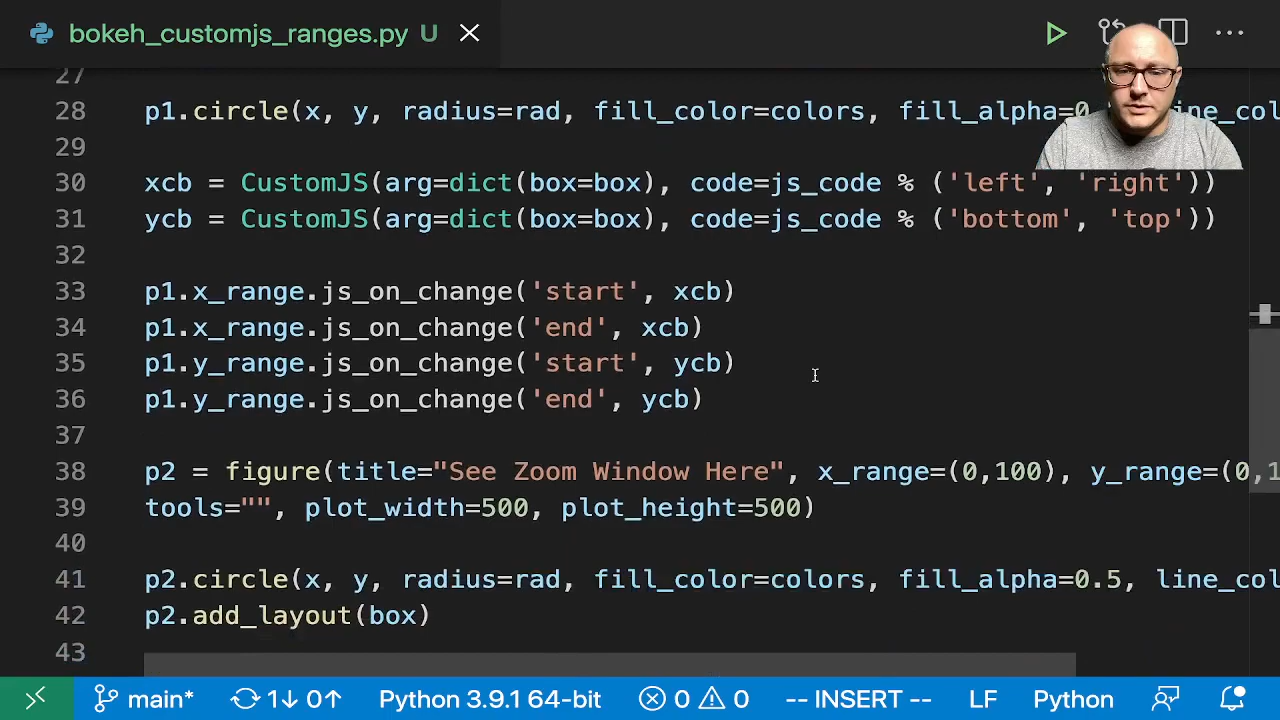 bokeh_customjs_ranges.py U
27
28 p1.circle(x, y, radius=rad, fill_color=colors, fill_alpha=0
29
30 xcb = CustomJS(arg=dict(box=box), code=js_code % ('left', 'right'))
31 ycb = CustomJS(arg=dict(box=box), code=js_code % ('bottom', 'top'))
32
33 p1.x_range.js_on_change('start', xcb)
34 p1.x_range.js_on_change('end', xcb)
35 p1.y_range.js_on_change('start', ycb)
36 p1.y_range.js_on_change('end', ycb)
37
38 p2 = figure(title="See Zoom Window Here", x_range=(0,100), y_range=(0,1
39 tools="", plot_width=500, plot_height=500)
40
41 p2.circle(x, y, radius=rad, fill_color=colors, fill_alpha=0.5, line_col
42 p2.add_layout(box)
43
main* 1↓ 0↑ Python 3.9.1 64-bit 0 0 -- INSERT -- LF Python